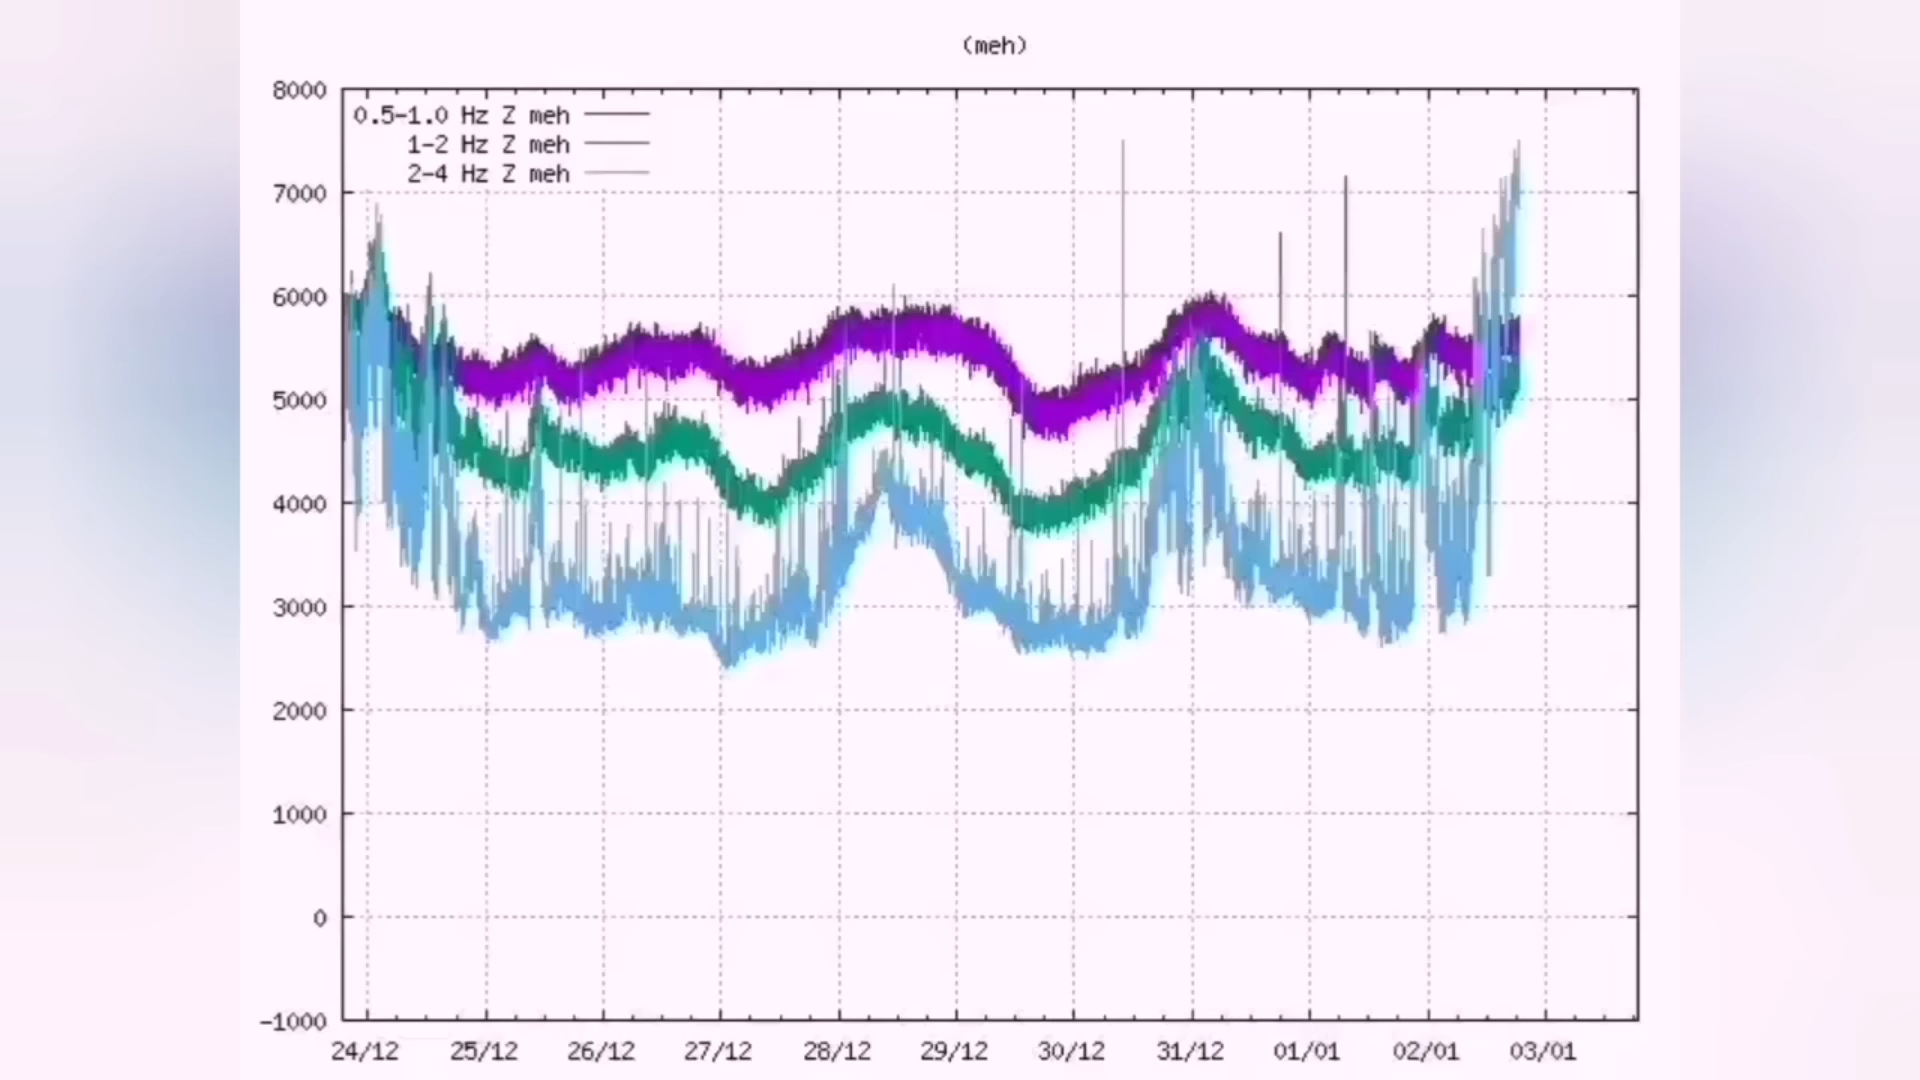 (meh)
8000
0.5-1.0 Hz Z meh
1-2 Hz Z meh
2-4 Hz Z meh
7000
6000
5000
4000
3000
2000
1000
0
-1000
24/12 25/12 26/12 27/12 28/12 29/12 30/12 31/12 01/01 02/01 03/01